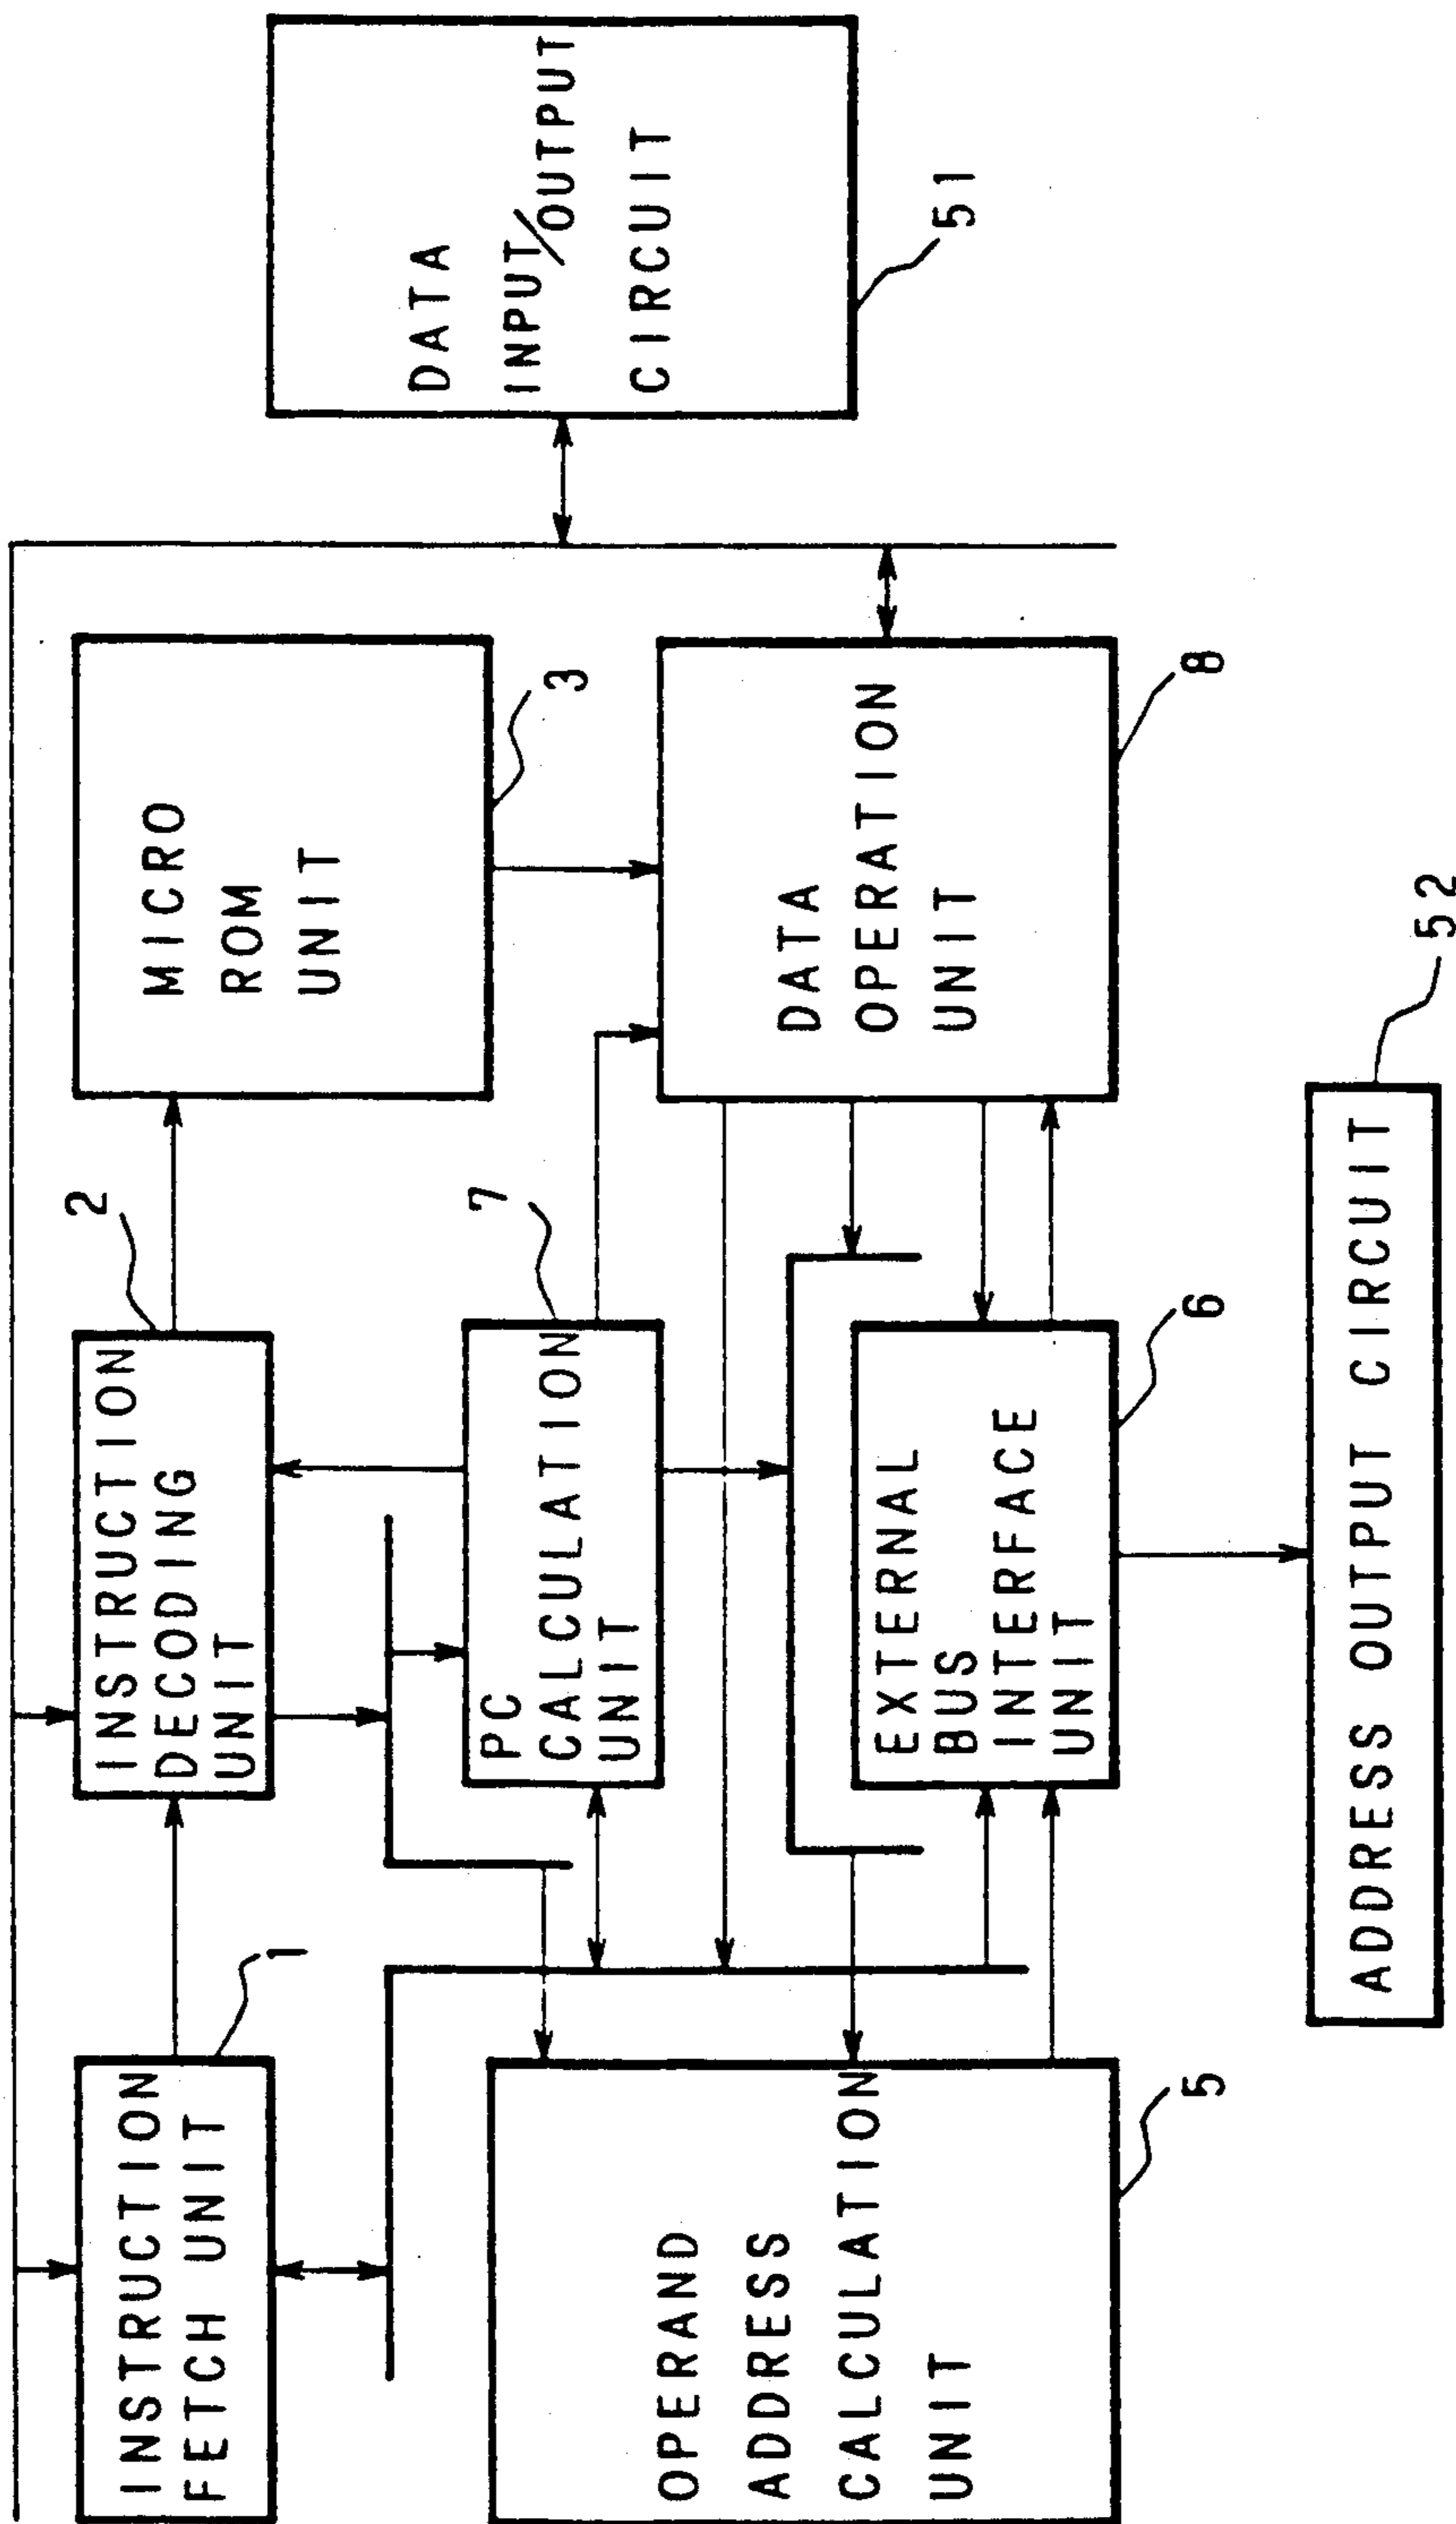 INSTRUCTION
FETCH UNIT
1
INSTRUCTION
DECODING
UNIT
2
MICRO
ROM
UNIT
3
DATA
INPUT/OUTPUT
CIRCUIT
51
PC
CALCULATION
UNIT
7
OPERAND
ADDRESS
CALCULATION
UNIT
5
EXTERNAL
BUS
INTERFACE
UNIT
6
DATA
OPERATION
UNIT
8
ADDRESS OUTPUT CIRCUIT
52